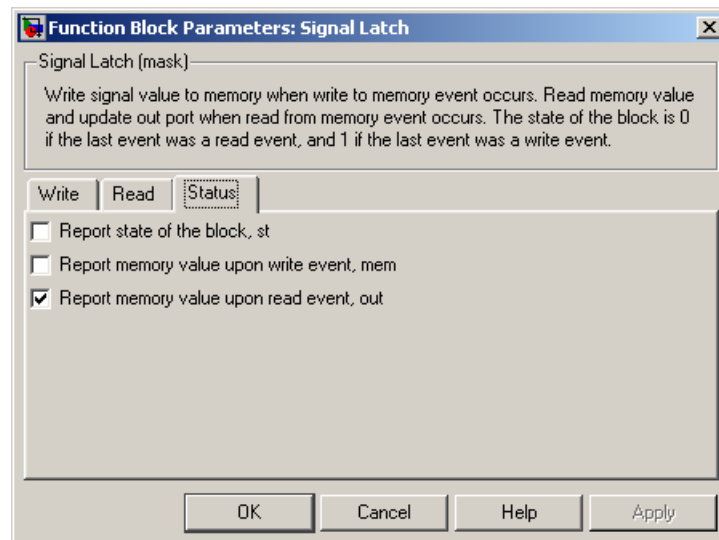 Function Block Parameters: Signal Latch
Signal Latch (mask)
Write signal value to memory when write to memory event occurs. Read memory value
and update out port when read from memory event occurs. The state of the block is 0
if the last event was a read event, and 1 if the last event was a write event.
Write Read Status
Report state of the block, st
Report memory value upon write event, mem
Report memory value upon read event, out
OK Cancel Help Apply